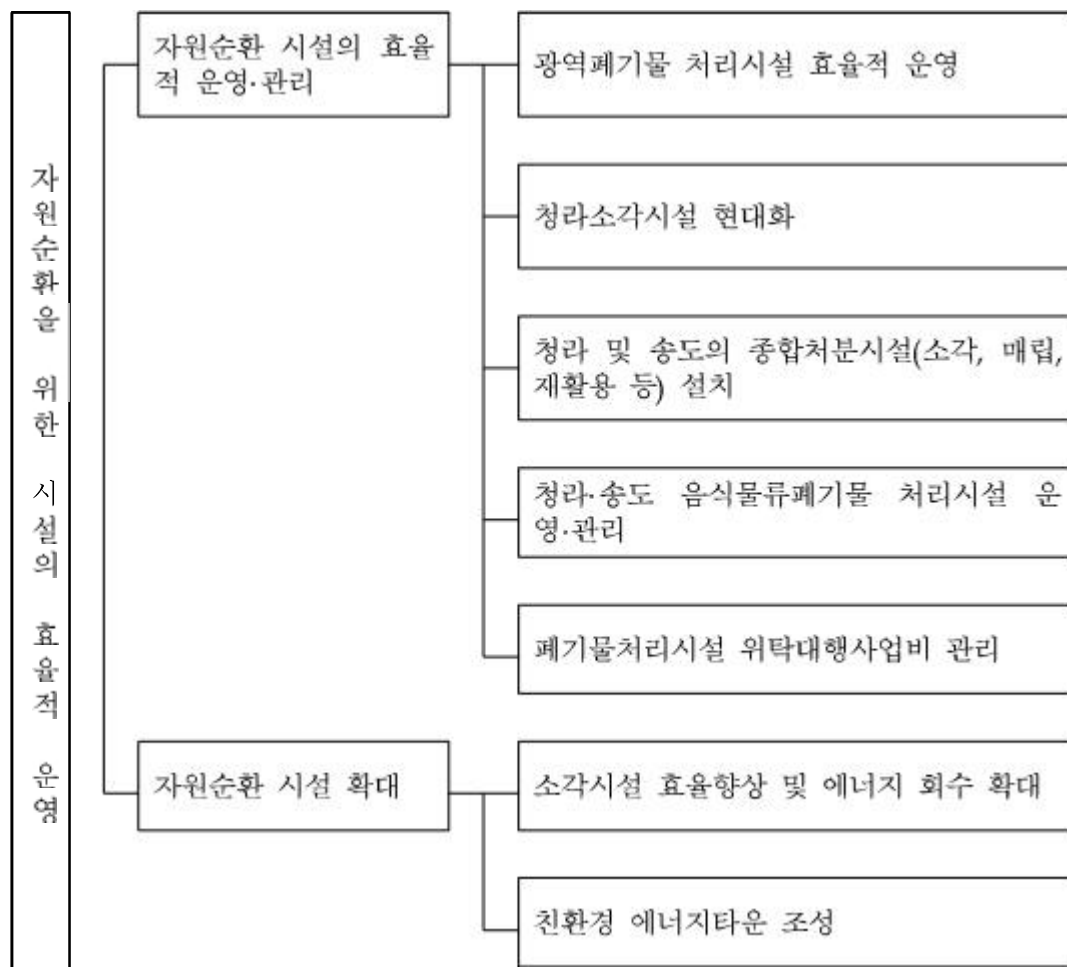 자원순환을 위한 시설의 효율적 운영
자원순환 시설의 효율
적 운영·관리
광역폐기물 처리시설 효율적 운영
청라소각시설 현대화
청라 및 송도의 종합처분시설(소각, 매립,
재활용 등) 설치
청라·송도 음식물류폐기물 처리시설 운
영·관리
폐기물처리시설 위탁대행사업비 관리
자원순환 시설 확대
소각시설 효율향상 및 에너지 회수 확대
친환경 에너지타운 조성